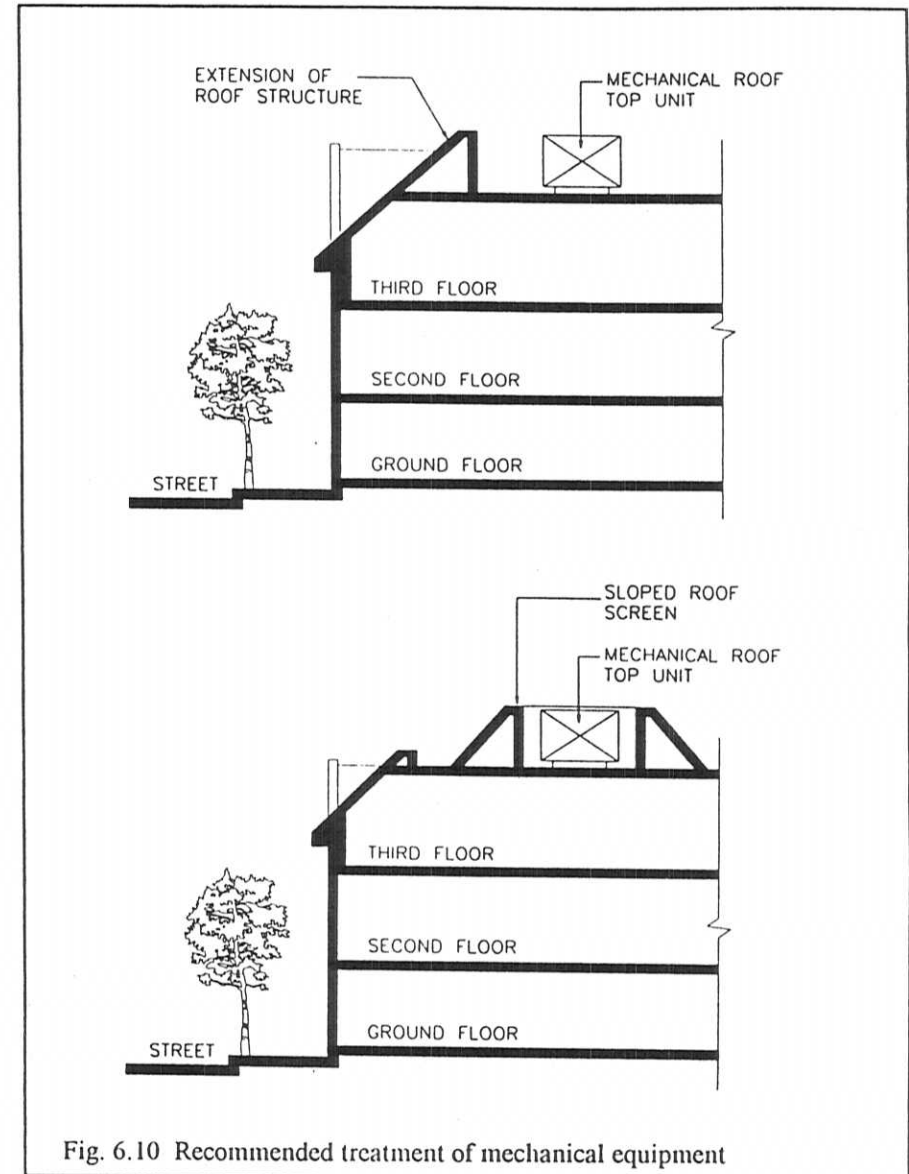 EXTENSION OF
ROOF STRUCTURE
MECHANICAL ROOF
TOP UNIT
THIRD FLOOR
SECOND FLOOR
GROUND FLOOR
STREET
SLOPED ROOF
SCREEN
MECHANICAL ROOF
TOP UNIT
THIRD FLOOR
SECOND FLOOR
GROUND FLOOR
STREET
Fig. 6.10 Recommended treatment of mechanical equipment